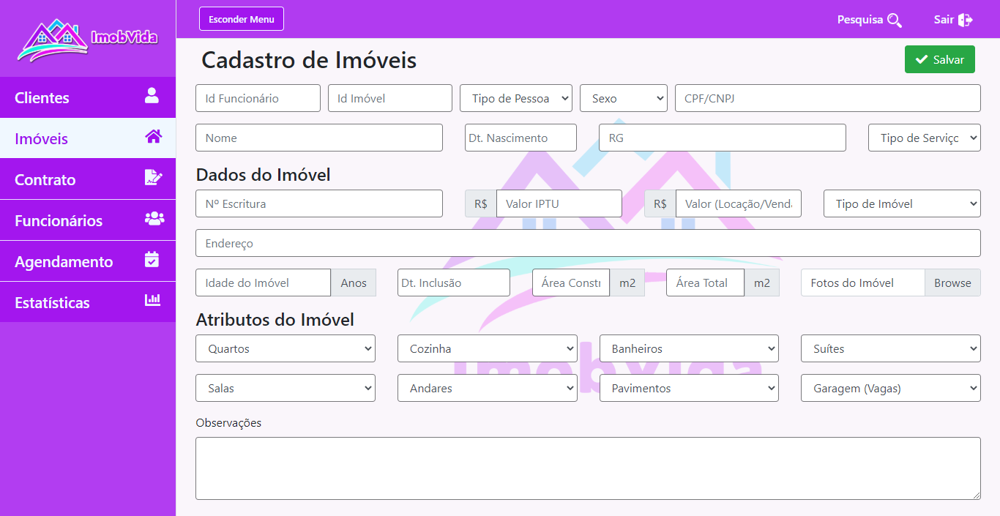 ImobVida
Esconder Menu
Pesquisa
Sair
Clientes
Imóveis
Contrato
Funcionários
Agendamento
Estatísticas
Cadastro de Imóveis
Salvar
Id Funcionário
Id Imóvel
Tipo de Pessoa
Sexo
CPF/CNPJ
Nome
Dt. Nascimento
RG
Tipo de Serviço
Dados do Imóvel
Nº Escritura
R$
Valor IPTU
R$
Valor (Locação/Venda
Tipo de Imóvel
Endereço
Idade do Imóvel
Anos
Dt. Inclusão
Área Constr
m2
Área Total
m2
Fotos do Imóvel
Browse
Atributos do Imóvel
Quartos
Cozinha
Banheiros
Suítes
ImobVida
Salas
Andares
Pavimentos
Garagem (Vagas)
Observações